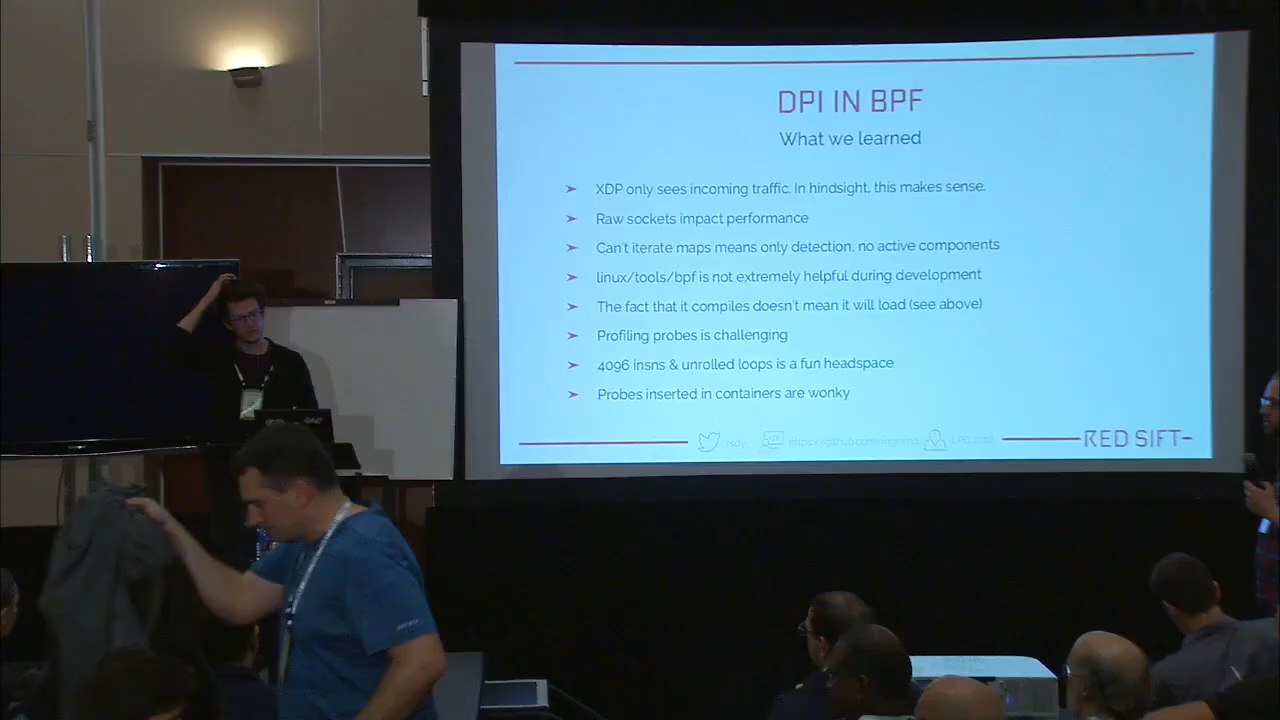 DPI IN BPF
What we learned
➤ XDP only sees incoming traffic. In hindsight, this makes sense.
➤ Raw sockets impact performance
➤ Can't iterate maps means only detection, no active components
➤ linux/tools/bpf is not extremely helpful during development
➤ The fact that it compiles doesn't mean it will load (see above)
➤ Profiling probes is challenging
➤ 4096 insns & unrolled loops is a fun headspace
➤ Probes inserted in containers are wonky
RED SIFT